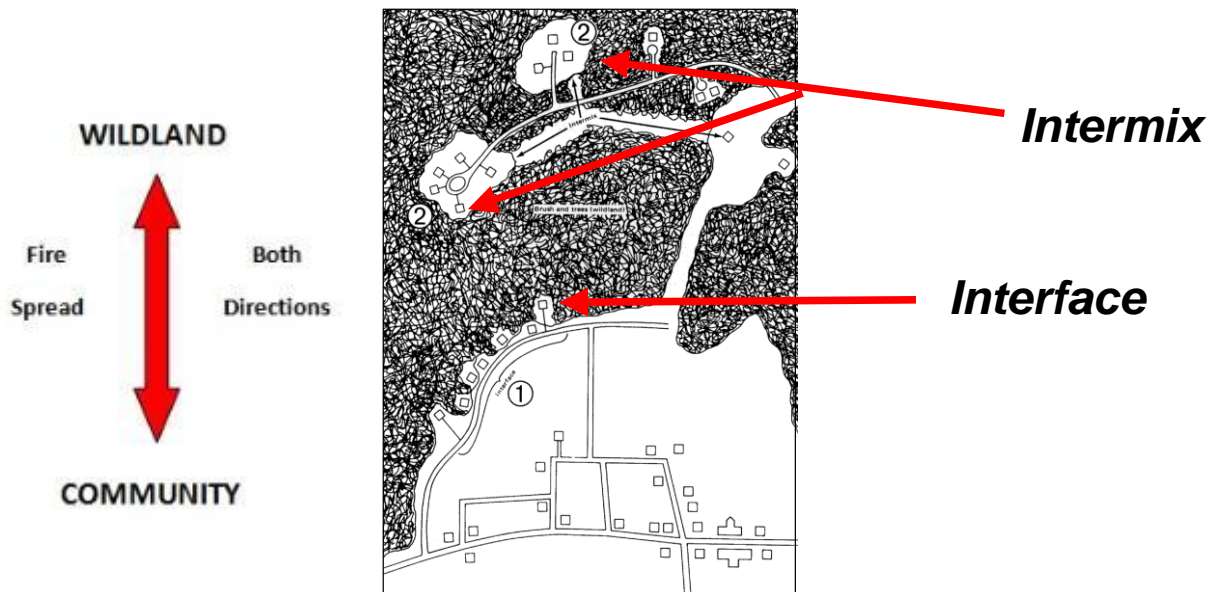 WILDLAND
Fire
Both
Spread
Directions
COMMUNITY
②
Intermix
②
Brush and trees (wildland)
Interface
①
Intermix
Interface